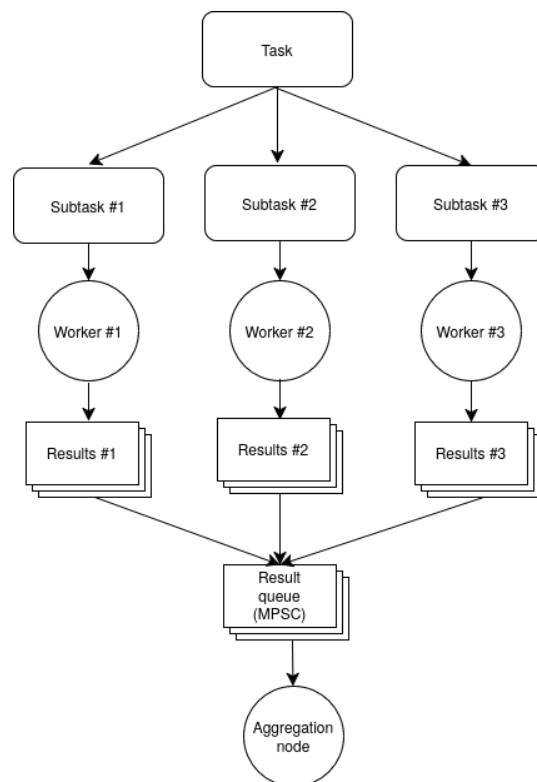 Task
Subtask #1
Subtask #2
Subtask #3
Worker #1
Worker #2
Worker #3
Results #1
Results #2
Results #3
Result
queue
(MPSC)
Aggregation
node